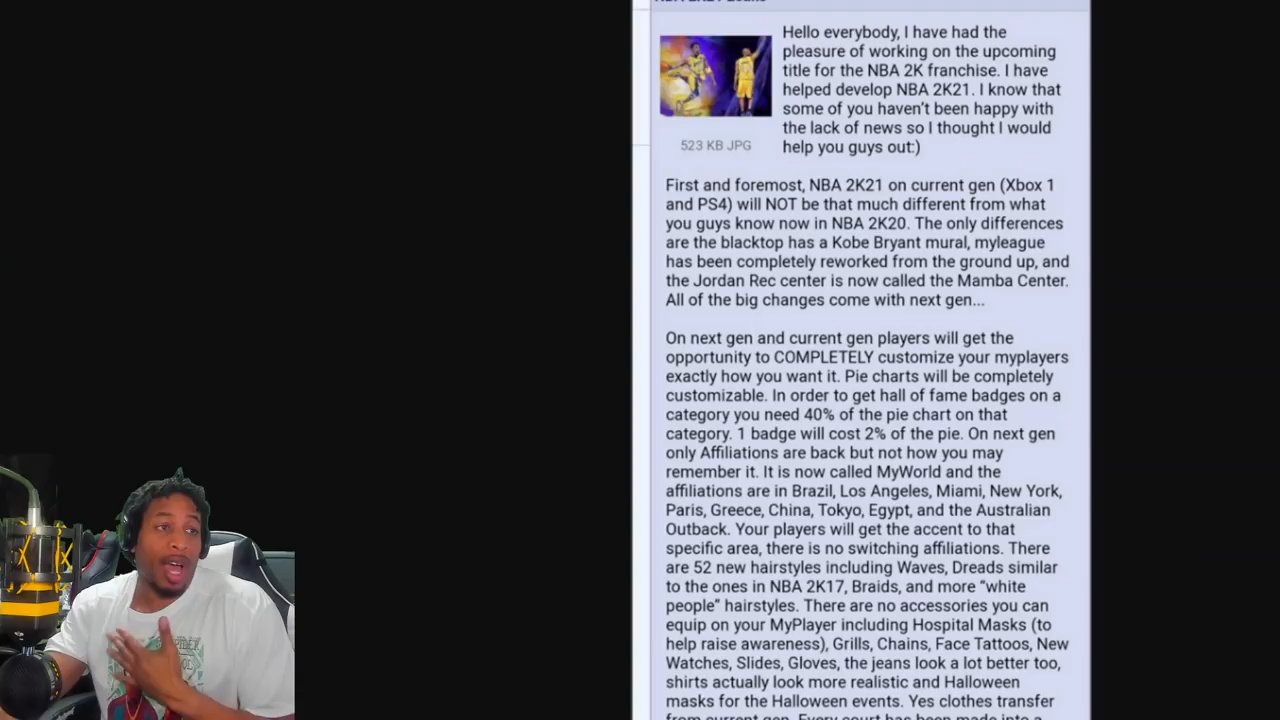 Hello everybody, I have had the
pleasure of working on the upcoming
title for the NBA 2K franchise. I have
helped develop NBA 2K21. I know that
some of you haven't been happy with
the lack of news so I thought I would
help you guys out:)
523 KB JPG
First and foremost, NBA 2K21 on current gen (Xbox 1
and PS4) will NOT be that much different from what
you guys know now in NBA 2K20. The only differences
are the blacktop has a Kobe Bryant mural, myleague
has been completely reworked from the ground up, and
the Jordan Rec center is now called the Mamba Center.
All of the big changes come with next gen...
On next gen and current gen players will get the
opportunity to COMPLETELY customize your myplayers
exactly how you want it. Pie charts will be completely
customizable. In order to get hall of fame badges on a
category you need 40% of the pie chart on that
category. 1 badge will cost 2% of the pie. On next gen
only Affiliations are back but not how you may
remember it. It is now called MyWorld and the
affiliations are in Brazil, Los Angeles, Miami, New York,
Paris, Greece, China, Tokyo, Egypt, and the Australian
Outback. Your players will get the accent to that
specific area, there is no switching affiliations. There
are 52 new hairstyles including Waves, Dreads similar
to the ones in NBA 2K17, Braids, and more “white
people” hairstyles. There are no accessories you can
equip on your MyPlayer including Hospital Masks (to
help raise awareness), Grills, Chains, Face Tattoos, New
Watches, Slides, Gloves, the jeans look a lot better too,
shirts actually look more realistic and Halloween
masks for the Halloween events. Yes clothes transfer
from current gen. Every court has been made into a